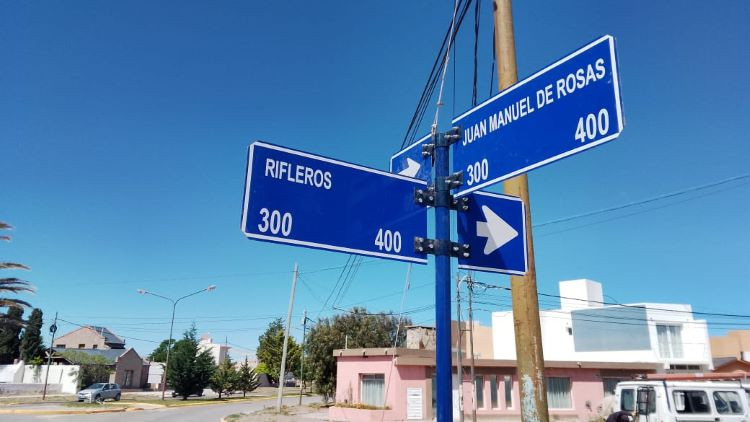 RIFLEROS
300 400
JUAN MANUEL DE ROSAS
300 400